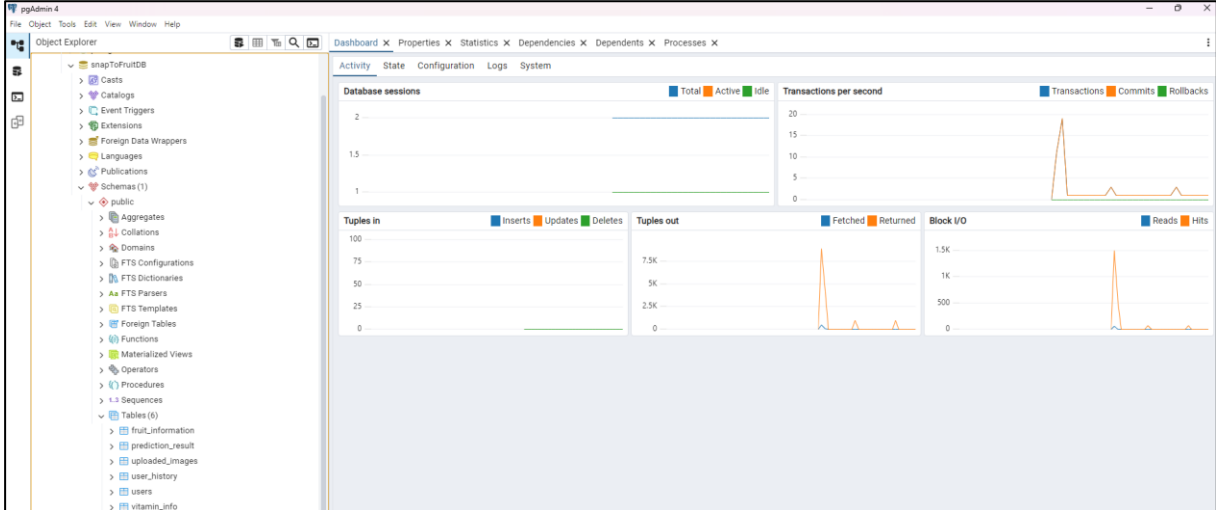 pgAdmin 4
File Object Tools Edit View Window Help
Object Explorer
Dashboard Properties Statistics Dependencies Dependents Processes
snapToFruitDB
Casts
Catalogs
Event Triggers
Extensions
Foreign Data Wrappers
Languages
Publications
Schemas (1)
public
Aggregates
Collations
Domains
FTS Configurations
FTS Dictionaries
Aa FTS Parsers
FTS Templates
Foreign Tables
Functions
Materialized Views
Operators
Procedures
1..3 Sequences
Tables (6)
fruit_information
prediction_result
uploaded_images
user_history
users
vitamin_info
Activity State Configuration Logs System
Database sessions Total Active Idle
2
1.5
1
Transactions per second Transactions Commits Rollbacks
20
15
10
5
0
Tuples in Inserts Updates Deletes
100
75
50
25
0
Tuples out Fetched Returned
7.5K
5K
2.5K
0
Block I/O Reads Hits
1.5K
1K
500
0